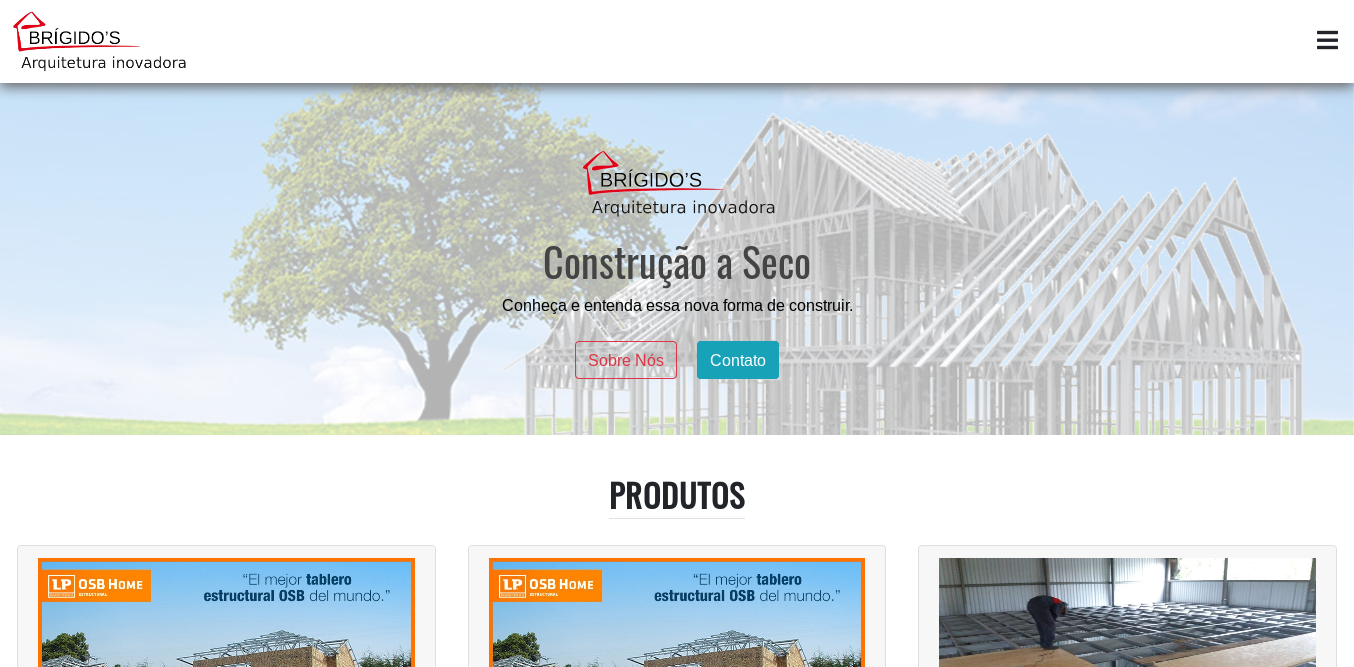 BRÍGIDO'S
Arquitetura inovadora
BRÍGIDO'S
Arquitetura inovadora
Construção a Seco
Conheça e entenda essa nova forma de construir.
Sobre Nós
Contato
PRODUTOS
LP OSB HOME
ESTRUCTURAL
“El mejor tablero
estructural OSB del mundo.”
LP OSB HOME
ESTRUCTURAL
“El mejor tablero
estructural OSB del mundo.”